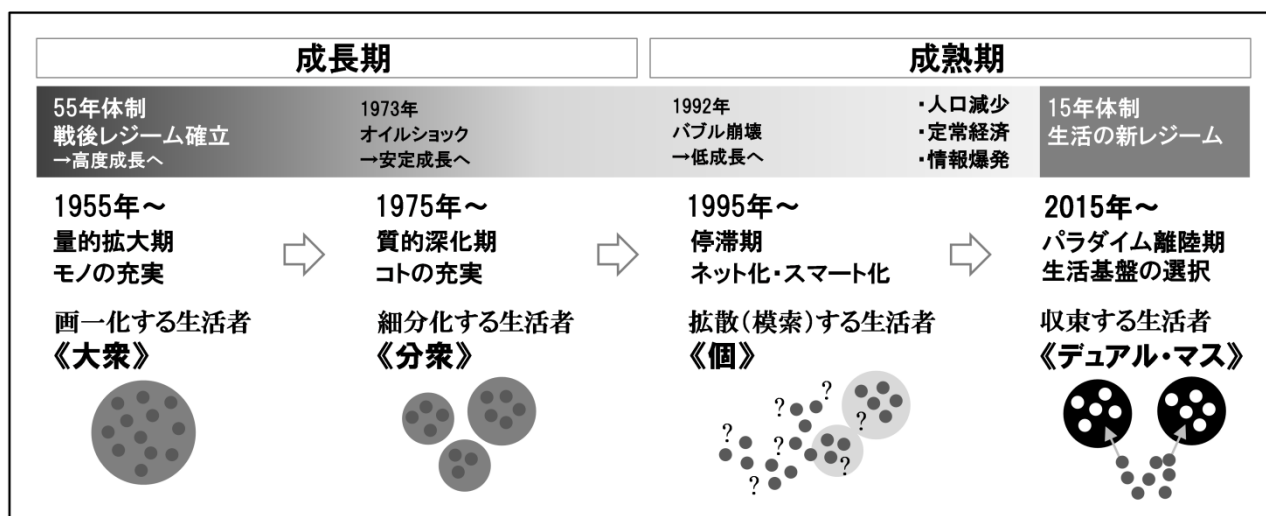 成長期
成熟期
55年体制
戦後レジーム確立
→高度成長へ
1973年
オイルショック
→安定成長へ
1992年
バブル崩壊
→低成長へ
・人口減少
・定常経済
・情報爆発
15年体制
生活の新レジーム
1955年～
量的拡大期
モノの充実
1975年～
質的深化期
コトの充実
1995年～
停滞期
ネット化・スマート化
2015年～
パラダイム離陸期
生活基盤の選択
画一化する生活者
《大衆》
細分化する生活者
《分衆》
拡散（模索）する生活者
《個》
?
?
?
?
?
?
?
?
収束する生活者
《デュアル・マス》